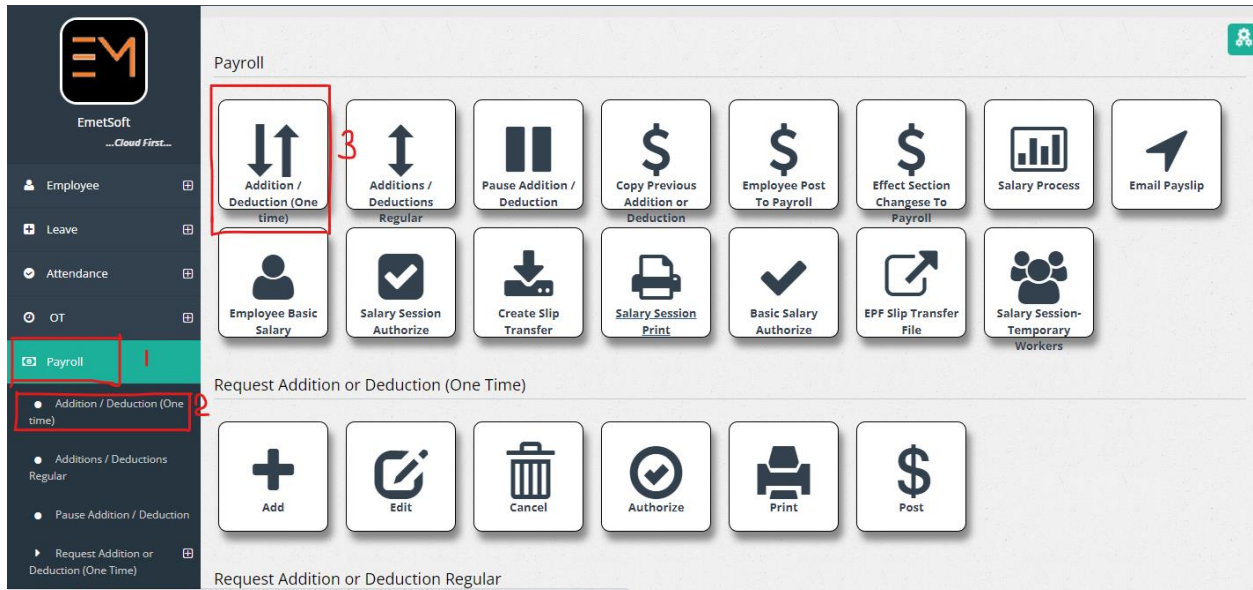 EM
EmetSoft
...Cloud First...
Employee
Leave
Attendance
OT
Payroll
1
Addition / Deduction (One
time)
2
Additions / Deductions
Regular
Pause Addition / Deduction
Request Addition or
Deduction (One Time)
Payroll
Addition /
Deduction (One
time)
3
Additions /
Deductions
Regular
Pause Addition /
Deduction
Copy Previous
Addition or
Deduction
Employee Post
To Payroll
Effect Section
Changese To
Payroll
Salary Process
Email Payslip
Employee Basic
Salary
Salary Session
Authorize
Create Slip
Transfer
Salary Session
Print
Basic Salary
Authorize
EPF Slip Transfer
File
Salary Session-
Temporary
Workers
Request Addition or Deduction (One Time)
Add
Edit
Cancel
Authorize
Print
Post
Request Addition or Deduction Regular